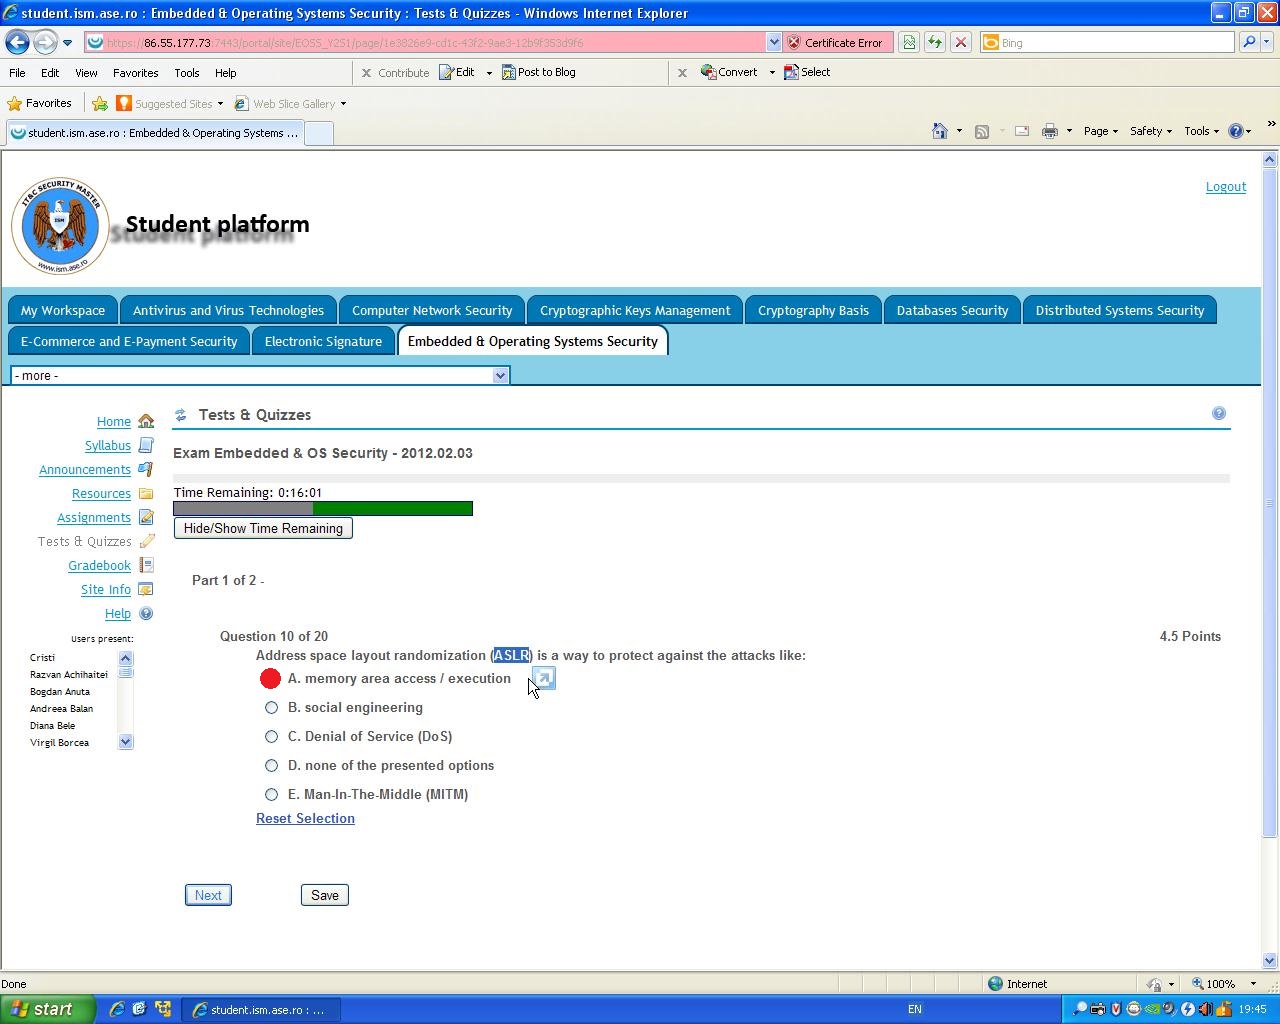 student.ism.ase.ro : Embedded & Operating Systems Security : Tests & Quizzes - Windows Internet Explorer
https://86.55.177.73:7443/portal/site/EOSS_Y2S1/page/1e3826e9-cd1c-43f2-9ae3-12b9f353d9f6
Certificate Error
Bing
File Edit View Favorites Tools Help
x Contribute Edit Post to Blog
x Convert Select
Favorites Suggested Sites Web Slice Gallery
student.ism.ase.ro : Embedded & Operating Systems ...
Page Safety Tools »
Logout
IT&C SECURITY MASTER
ISM
www.ism.ase.ro
Student platform
My Workspace Antivirus and Virus Technologies Computer Network Security Cryptographic Keys Management Cryptography Basis Databases Security Distributed Systems Security
E-Commerce and E-Payment Security Electronic Signature Embedded & Operating Systems Security
- more -
Home
Syllabus
Announcements
Resources
Assignments
Tests & Quizzes
Gradebook
Site Info
Help
Users present:
Cristi
Razvan Achihaitei
Bogdan Anuta
Andreea Balan
Diana Bele
Virgil Borcea
Tests & Quizzes
Exam Embedded & OS Security - 2012.02.03
Time Remaining: 0:16:01
Hide/Show Time Remaining
Part 1 of 2 -
Question 10 of 20 4.5 Points
Address space layout randomization (ASLR) is a way to protect against the attacks like:
A. memory area access / execution
B. social engineering
C. Denial of Service (DoS)
D. none of the presented options
E. Man-In-The-Middle (MITM)
Reset Selection
Next Save
Done Internet 100%
start student.ism.ase.ro : ... EN 19:45